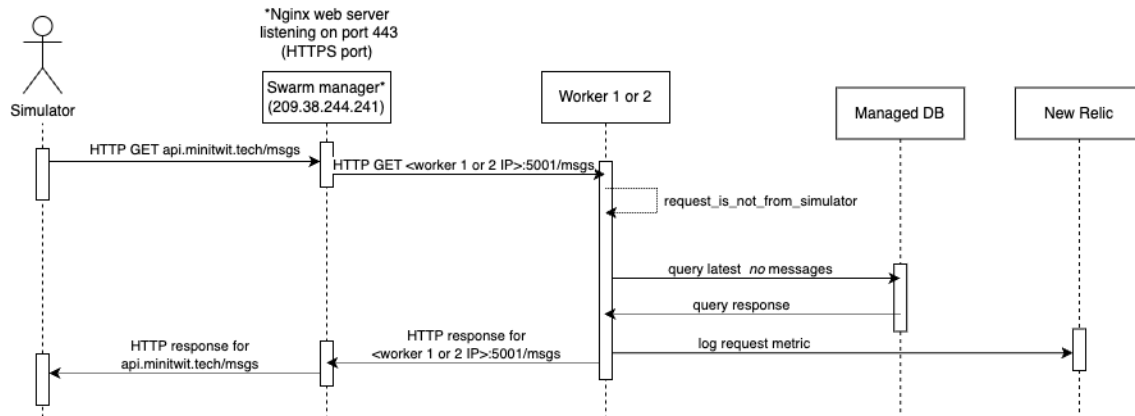 *Nginx web server
listening on port 443
(HTTPS port)
Simulator
Swarm manager*
(209.38.244.241)
Worker 1 or 2
Managed DB
New Relic
HTTP GET api.minitwit.tech/msgs
HTTP GET <worker 1 or 2 IP>:5001/msgs
request_is_not_from_simulator
query latest no messages
query response
HTTP response for
<worker 1 or 2 IP>:5001/msgs
log request metric
HTTP response for
api.minitwit.tech/msgs